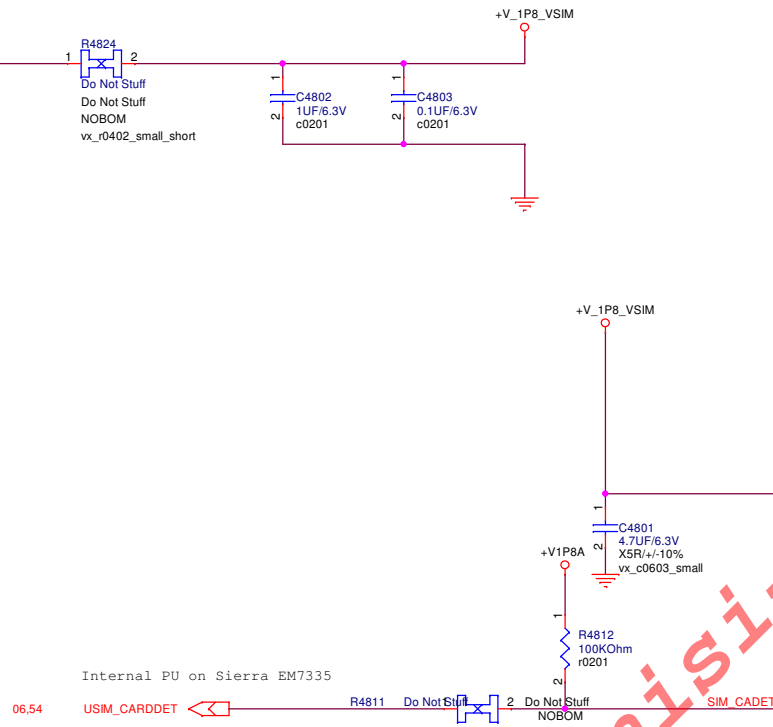 +V_1P8_VSIM
R4824
1
2
Do Not Stuff
Do Not Stuff
NOBOM
vx_r0402_small_short
1
C4802
1UF/6.3V
2
c0201
1
C4803
0.1UF/6.3V
2
c0201
+V_1P8_VSIM
1
C4801
4.7UF/6.3V
2
X5R/+/-10%
vx_c0603_small
+V1P8A
1
R4812
100KOhm
r0201
2
Internal PU on Sierra EM7335
06,54
USIM_CARDDET
R4811
Do Not Stuff
1
2
Do Not Stuff
NOBOM
SIM_CADET